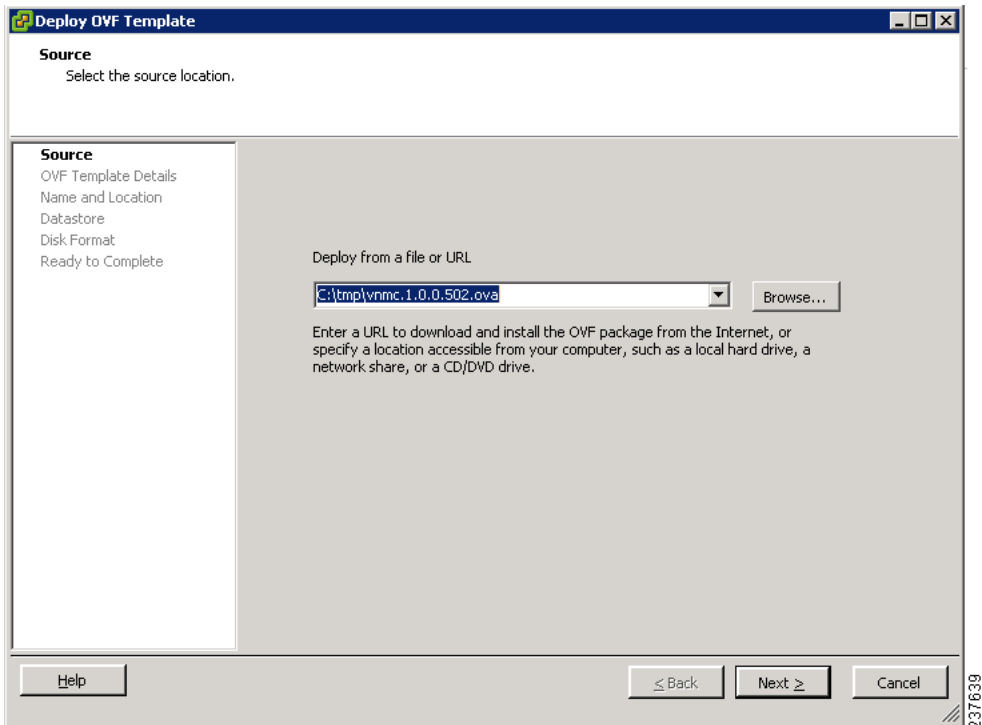 Deploy OVF Template
Source
Select the source location.
Source
OVF Template Details
Name and Location
Datastore
Disk Format
Ready to Complete
Deploy from a file or URL
C:\tmp\vnmc.1.0.0.502.ova
Browse...
Enter a URL to download and install the OVF package from the Internet, or
specify a location accessible from your computer, such as a local hard drive, a
network share, or a CD/DVD drive.
Help
≤ Back
Next ≥
Cancel
237639